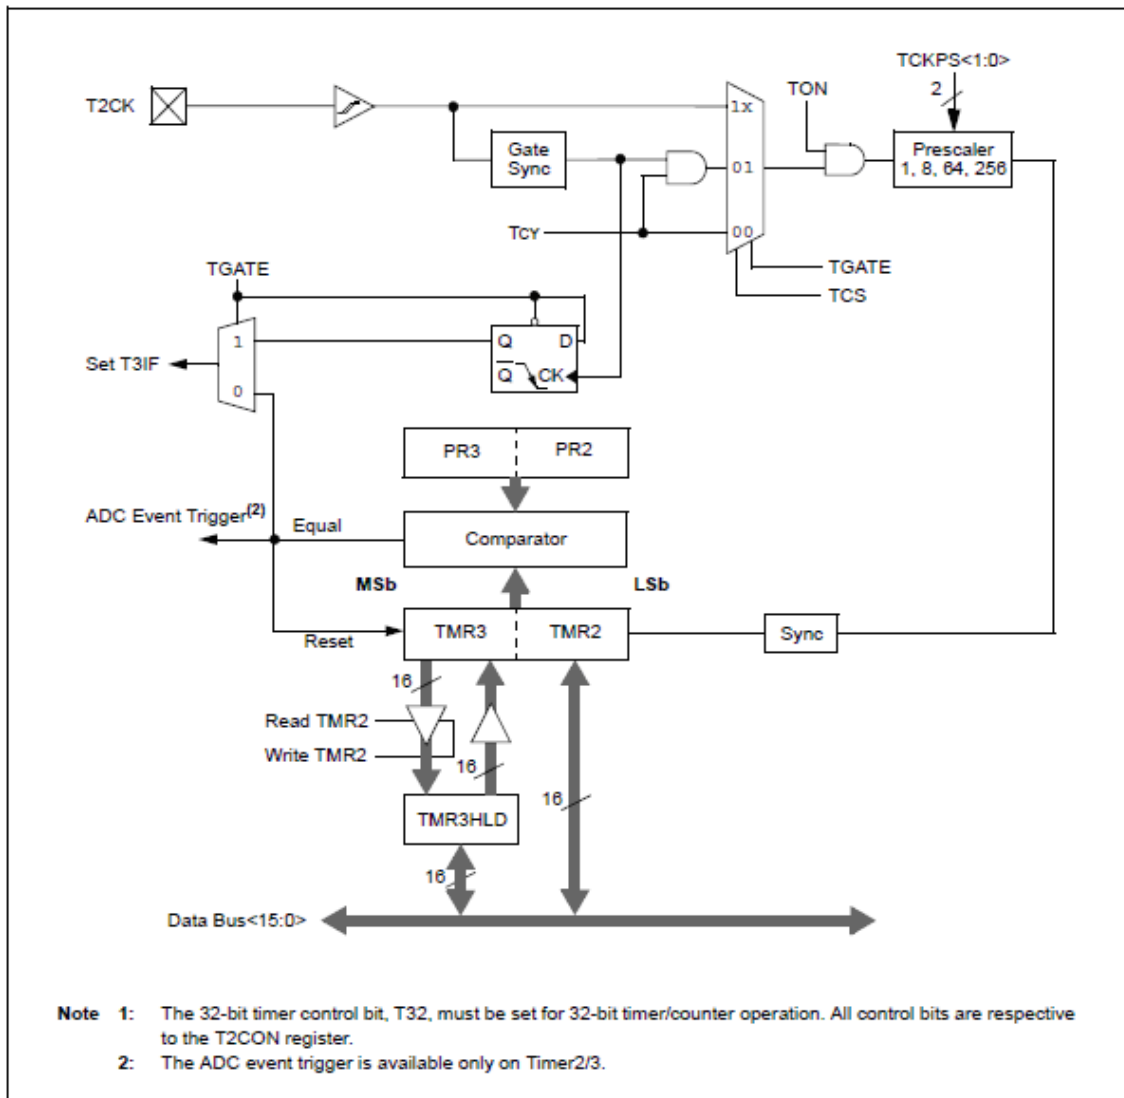 TCKPS<1:0>
2
TON
T2CK
1x
Gate
Sync
01
Prescaler
1, 8, 64, 256
TCY
00
TGATE
TCS
TGATE
1
Q
D
Set T3IF
Q
CK
0
PR3
PR2
ADC Event Trigger(2)
Equal
Comparator
MSb
LSb
Reset
TMR3
TMR2
Sync
16
Read TMR2
Write TMR2
16
16
TMR3HLD
16
Data Bus<15:0>
Note 1: The 32-bit timer control bit, T32, must be set for 32-bit timer/counter operation. All control bits are respective
to the T2CON register.
2: The ADC event trigger is available only on Timer2/3.